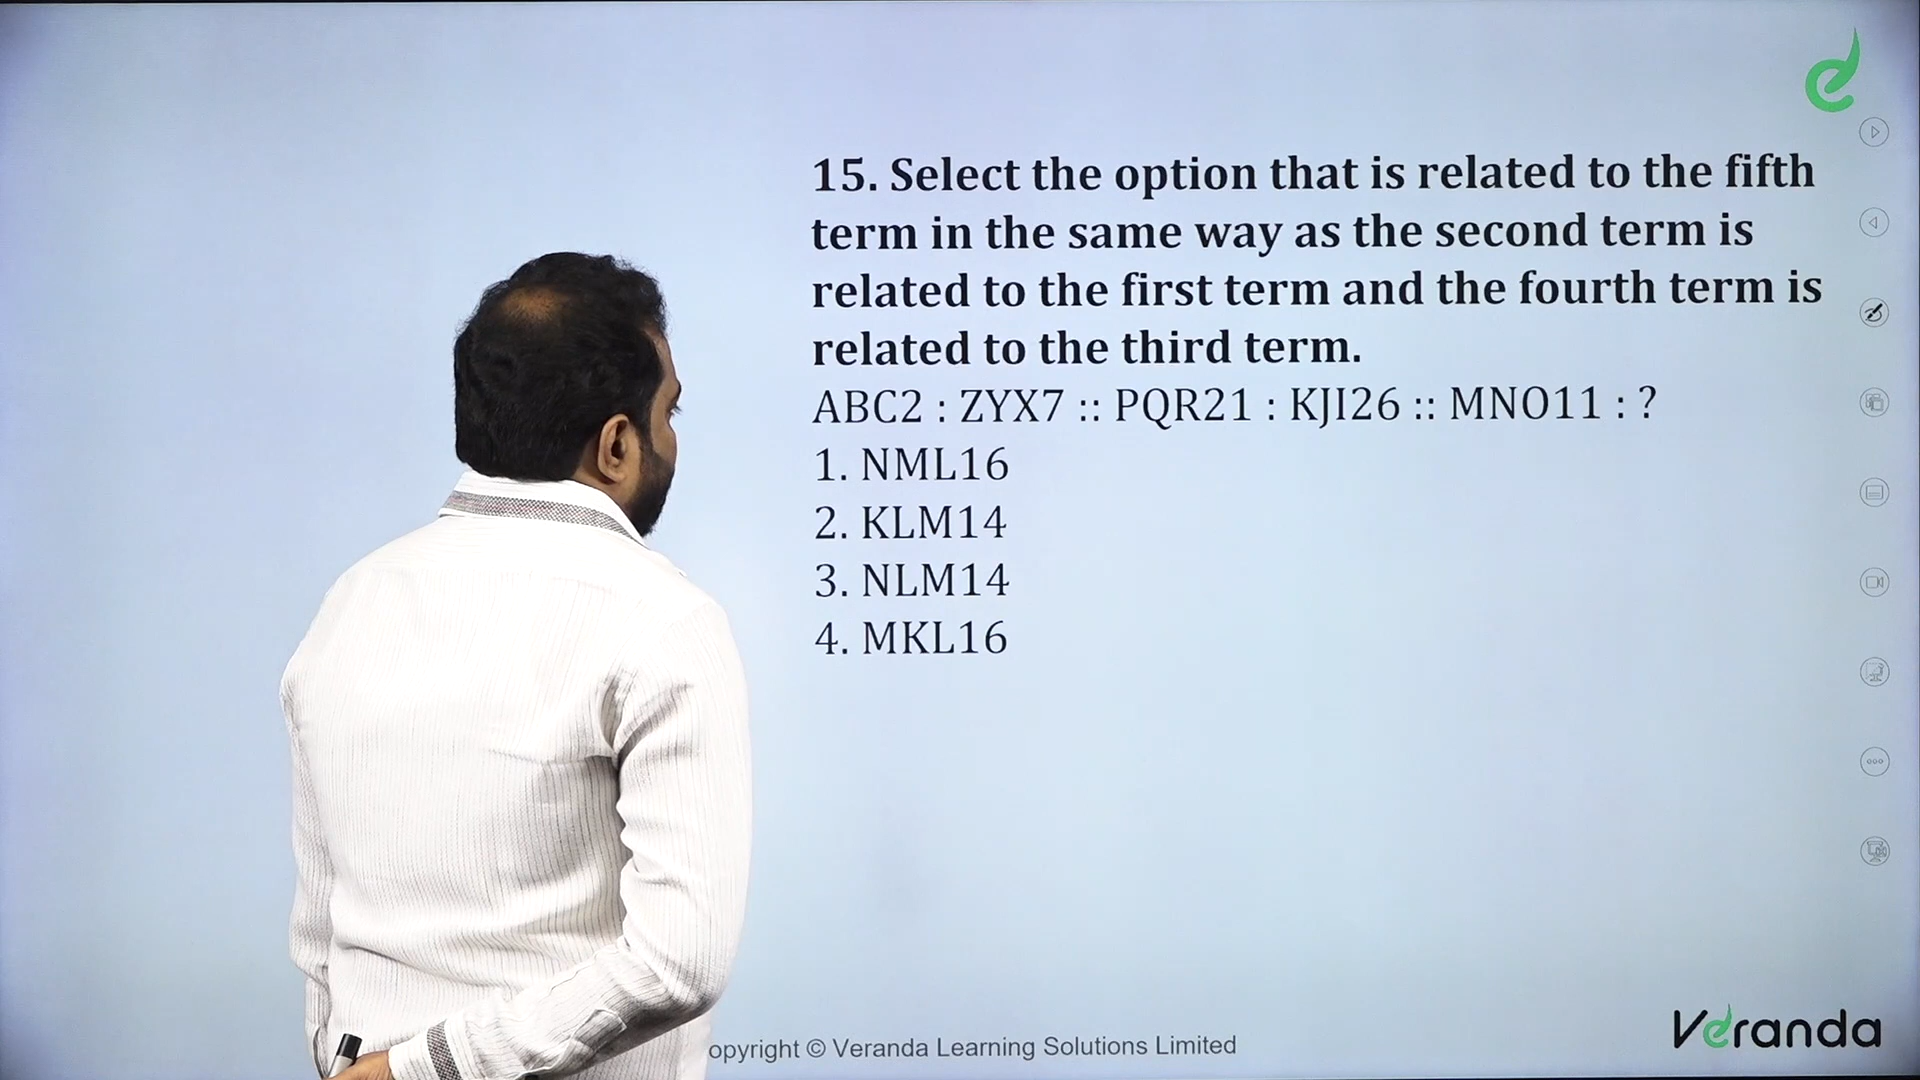 15. Select the option that is related to the fifth
term in the same way as the second term is
related to the first term and the fourth term is
related to the third term.
ABC2 : ZYX7 :: PQR21 : KJI26 :: MNO11 : ?
1. NML16
2. KLM14
3. NLM14
4. MKL16
opyright © Veranda Learning Solutions Limited
Veranda